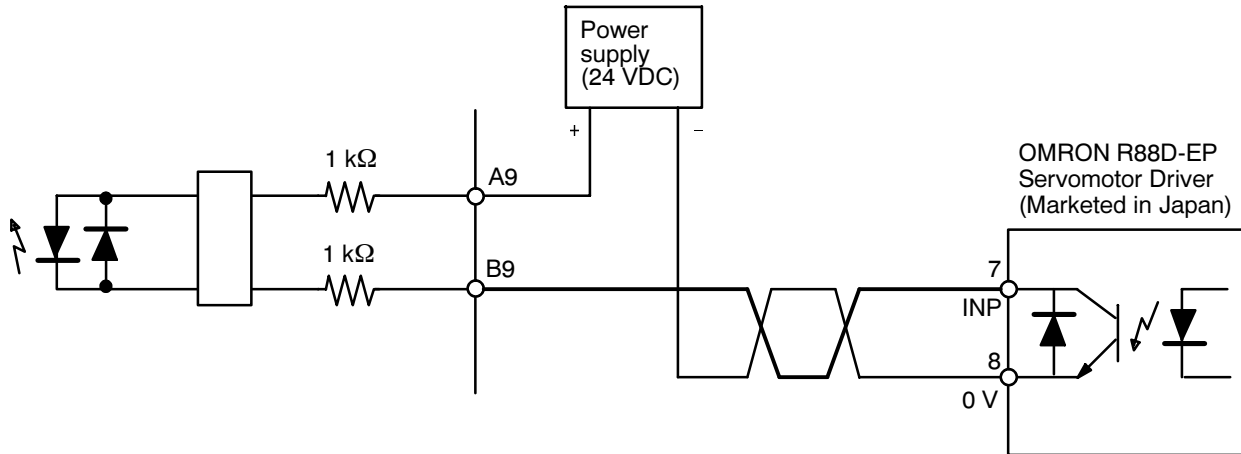 Power
supply
(24 VDC)
+
−
1 kΩ
A9
1 kΩ
B9
OMRON R88D-EP
Servomotor Driver
(Marketed in Japan)
7
INP
8
0 V